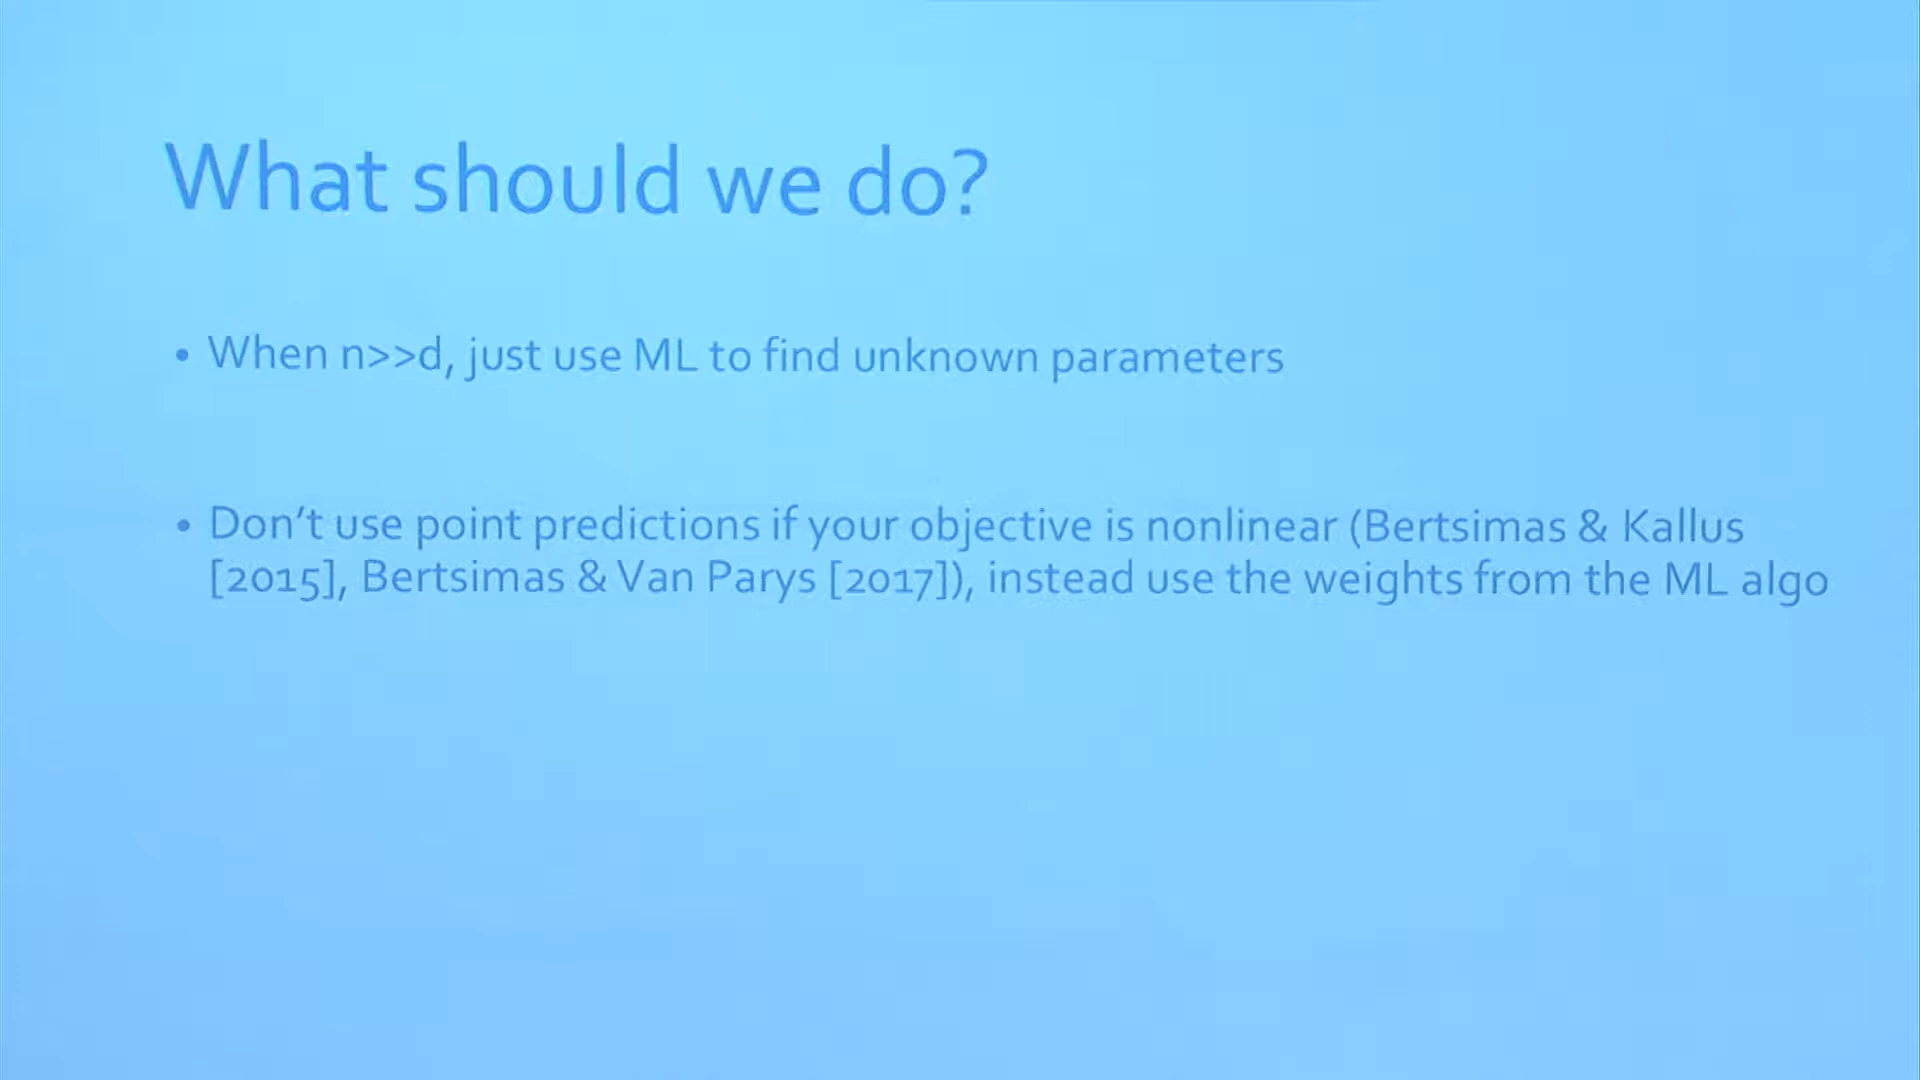 What should we do?
• When n>>d, just use ML to find unknown parameters
• Don't use point predictions if your objective is nonlinear (Bertsimas & Kallus
[2015], Bertsimas & Van Parys [2017]), instead use the weights from the ML algo